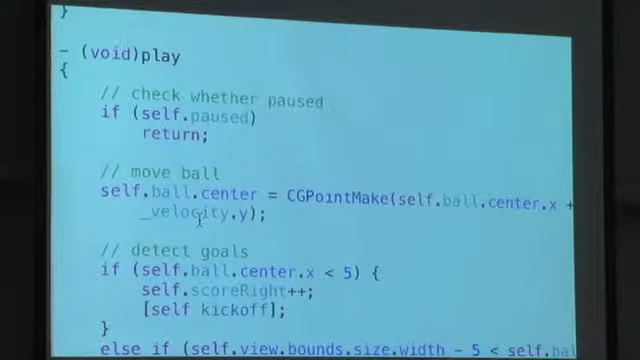 }
- (void)play
{
// check whether paused
if (self.paused)
return;
// move ball
self.ball.center = CGPointMake(self.ball.center.x +
_velocity.y);
// detect goals
if (self.ball.center.x < 5) {
self.scoreRight++;
[self kickoff];
}
else if (self.view.bounds.size.width - 5 < self.ba